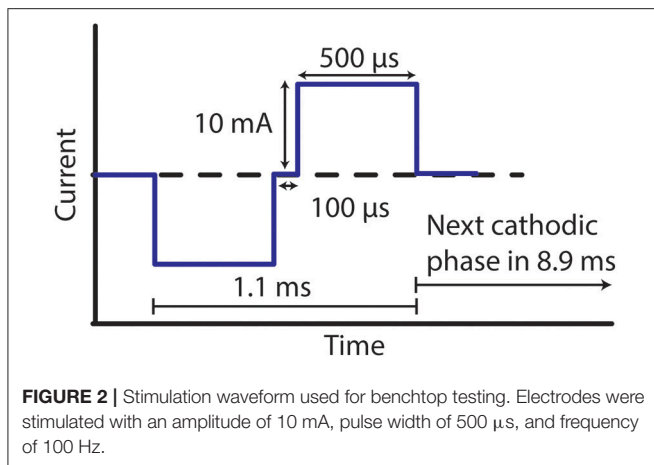 500 µs
10 mA
Current
100 µs
Next cathodic
phase in 8.9 ms
1.1 ms
Time
FIGURE 2 | Stimulation waveform used for benchtop testing. Electrodes were
stimulated with an amplitude of 10 mA, pulse width of 500 µs, and frequency
of 100 Hz.